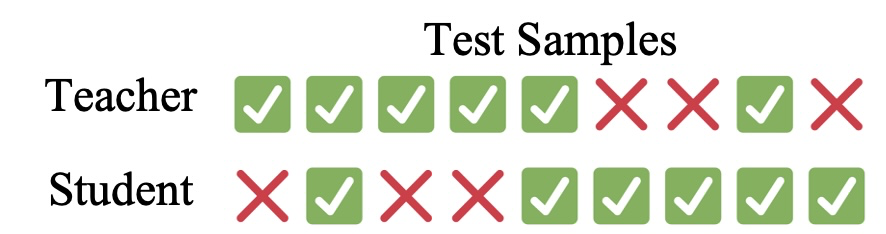 Test Samples
Teacher ✅ ✅ ✅ ✅ ✅ ❌ ❌ ✅ ❌
Student ❌ ✅ ❌ ❌ ✅ ✅ ✅ ✅ ✅